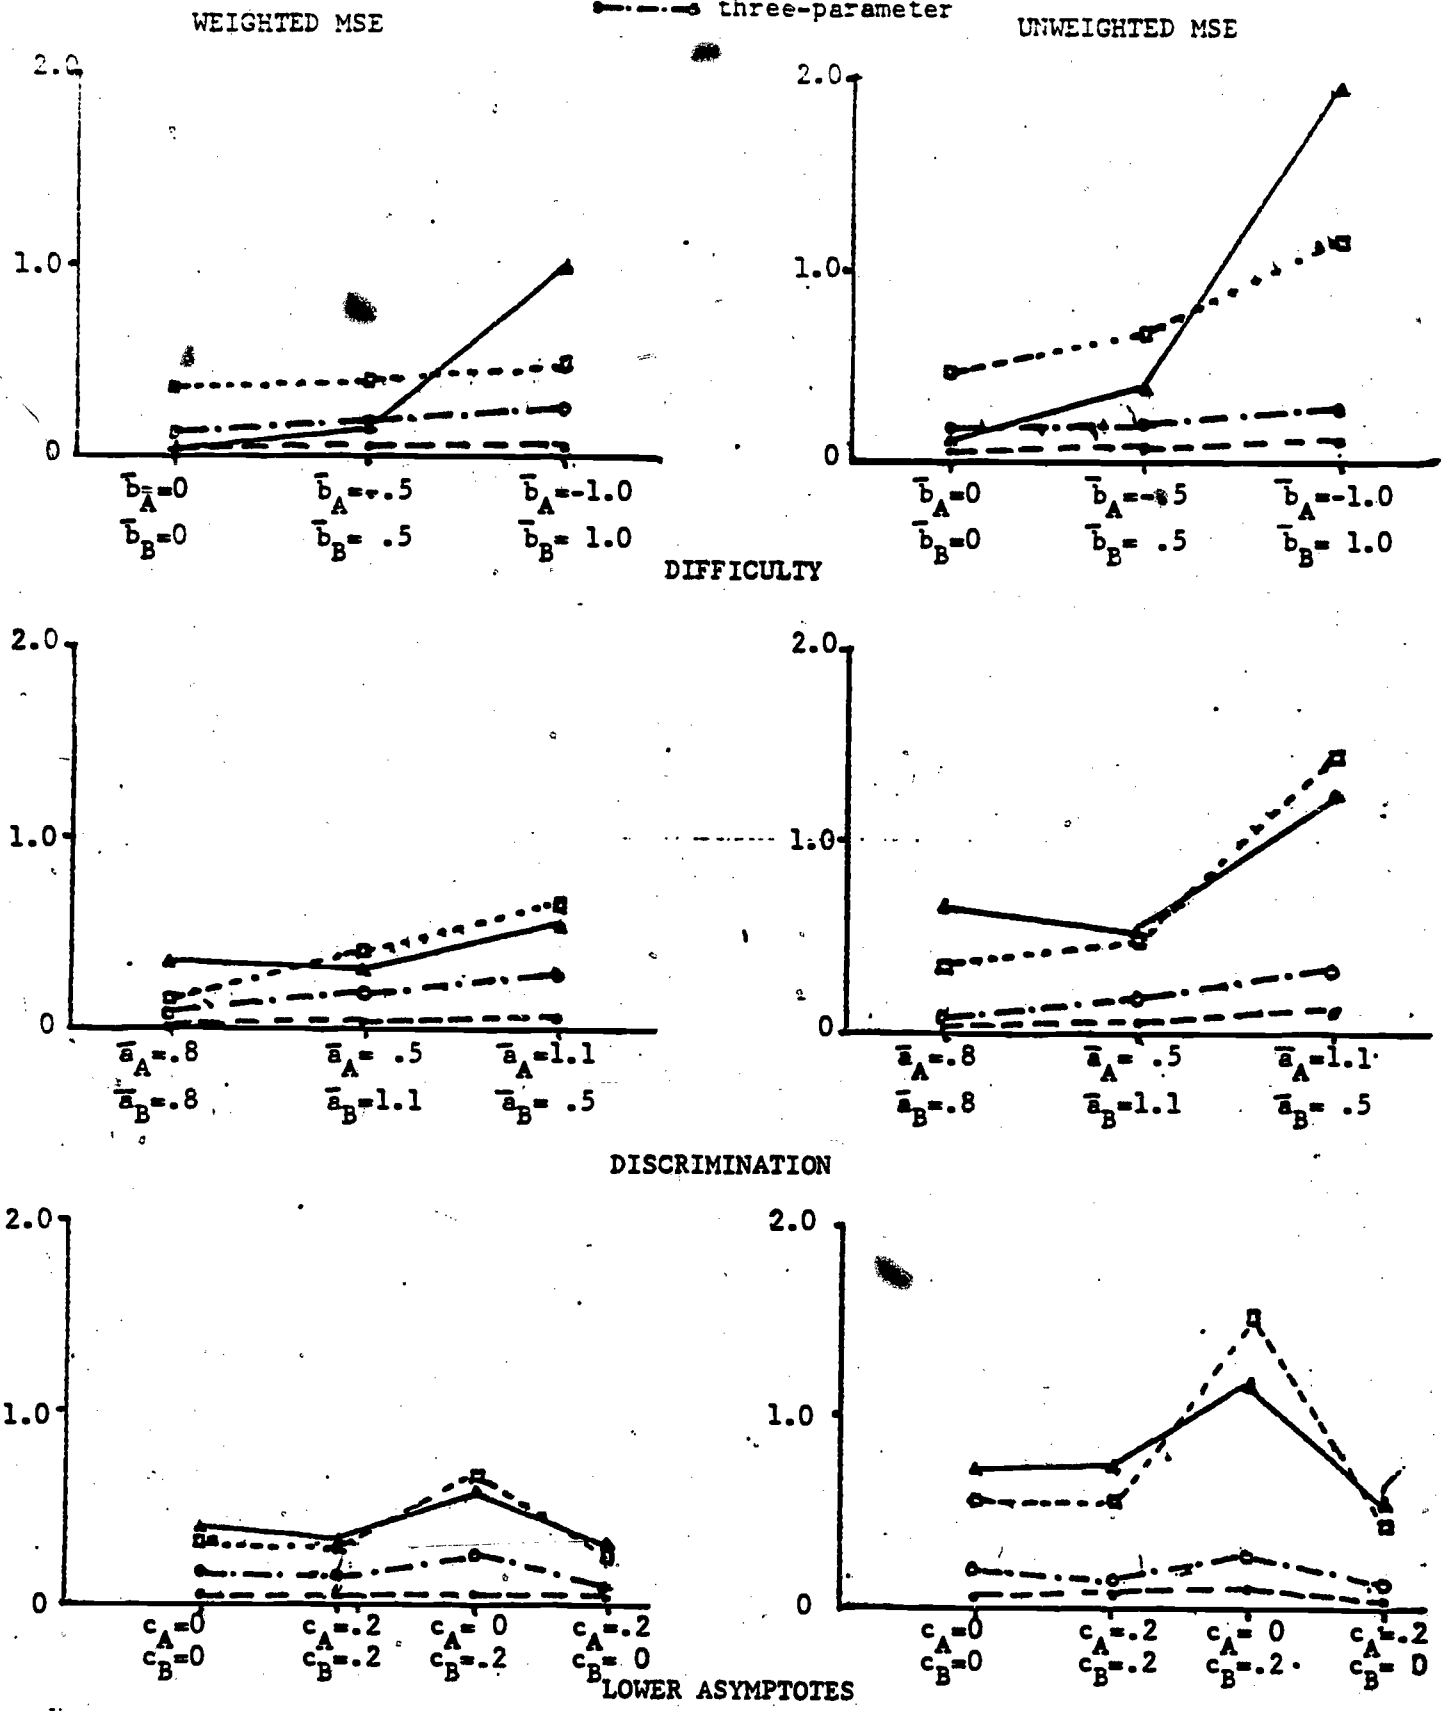 three-parameter
WEIGHTED MSE UNWEIGHTED MSE
2.0 2.0
1.0 1.0
0 0
b̄A=0 b̄A=-.5 b̄A=-1.0 b̄A=0 b̄A=-.5 b̄A=-1.0
b̄B=0 b̄B= .5 b̄B= 1.0 b̄B=0 b̄B= .5 b̄B= 1.0
DIFFICULTY
2.0 2.0
1.0 1.0
0 0
āA=.8 āA= .5 āA=1.1 āA=.8 āA= .5 āA=1.1
āB=.8 āB=1.1 āB= .5 āB=.8 āB=1.1 āB= .5
DISCRIMINATION
2.0 2.0
1.0 1.0
0 0
cA=0 cA=.2 cA= 0 cA=.2 cA=0 cA=.2 cA= 0 cA=.2
cB=0 cB=.2 cB=.2 cB= 0 cB=0 cB=.2 cB=.2 cB= 0
LOWER ASYMPTOTES